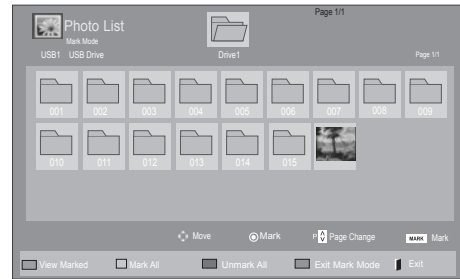 Page 1/1
Photo List
Mark Mode
USB1 USB Drive Drive1 Page 1/1
001 002 003 004 005 006 007 008 009
010 011 012 013 014 015
Move Mark P Page Change MARK Mark
View Marked Mark All Unmark All Exit Mark Mode Exit